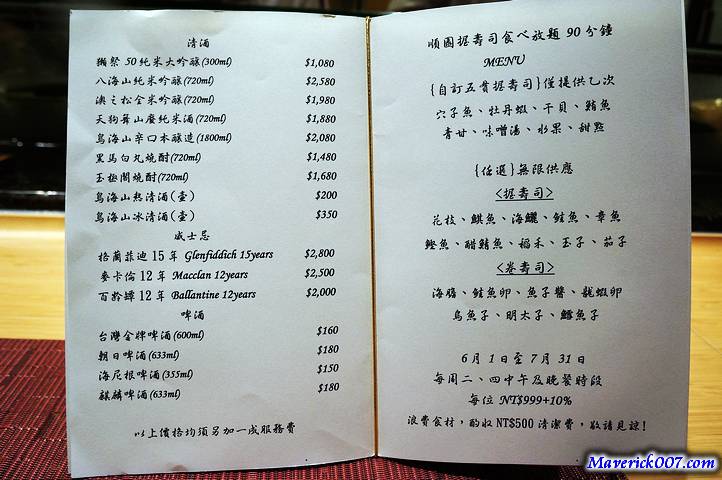 清酒
獺祭 50 純米大吟釀(300ml) $1,080
八海山純米吟釀(720ml) $2,580
澳之松全米吟釀(720ml) $1,980
天狗舞山廢純米酒(720ml) $1,880
鳥海山辛口本釀造(1800ml) $2,080
黑馬白丸燒酎(720ml) $1,480
玉極閣燒酎(720ml) $1,680
鳥海山熱清酒(壺) $200
鳥海山冰清酒(壺) $350
威士忌
格蘭菲迪 15 年 Glenfiddich 15years $2,800
麥卡倫 12 年 Macclan 12years $2,500
百齡罈 12 年 Ballantine 12years $2,000
啤酒
台灣金牌啤酒(600ml) $160
朝日啤酒(633ml) $180
海尼根啤酒(355ml) $150
麒麟啤酒(633ml) $180
以上價格均須另加一成服務費
順園握壽司食べ放題 90 分鐘
MENU
{自訂五貫握壽司}僅提供乙次
穴子魚、牡丹蝦、干貝、鮪魚
青甘、味噌湯、水果、甜點
{任選}無限供應
<握壽司>
花枝、鯕魚、海鱺、鮭魚、章魚
鰹魚、醋鯖魚、稻禾、玉子、茄子
<卷壽司>
海膽、鮭魚卵、魚子醬、龍蝦卵
烏魚子、明太子、鱈魚子
6 月 1 日至 7 月 31 日
每周二、四中午及晚餐時段
每位 NT$999+10%
浪費食材，酌收 NT$500 清潔費，敬請見諒!
Maverick007.com